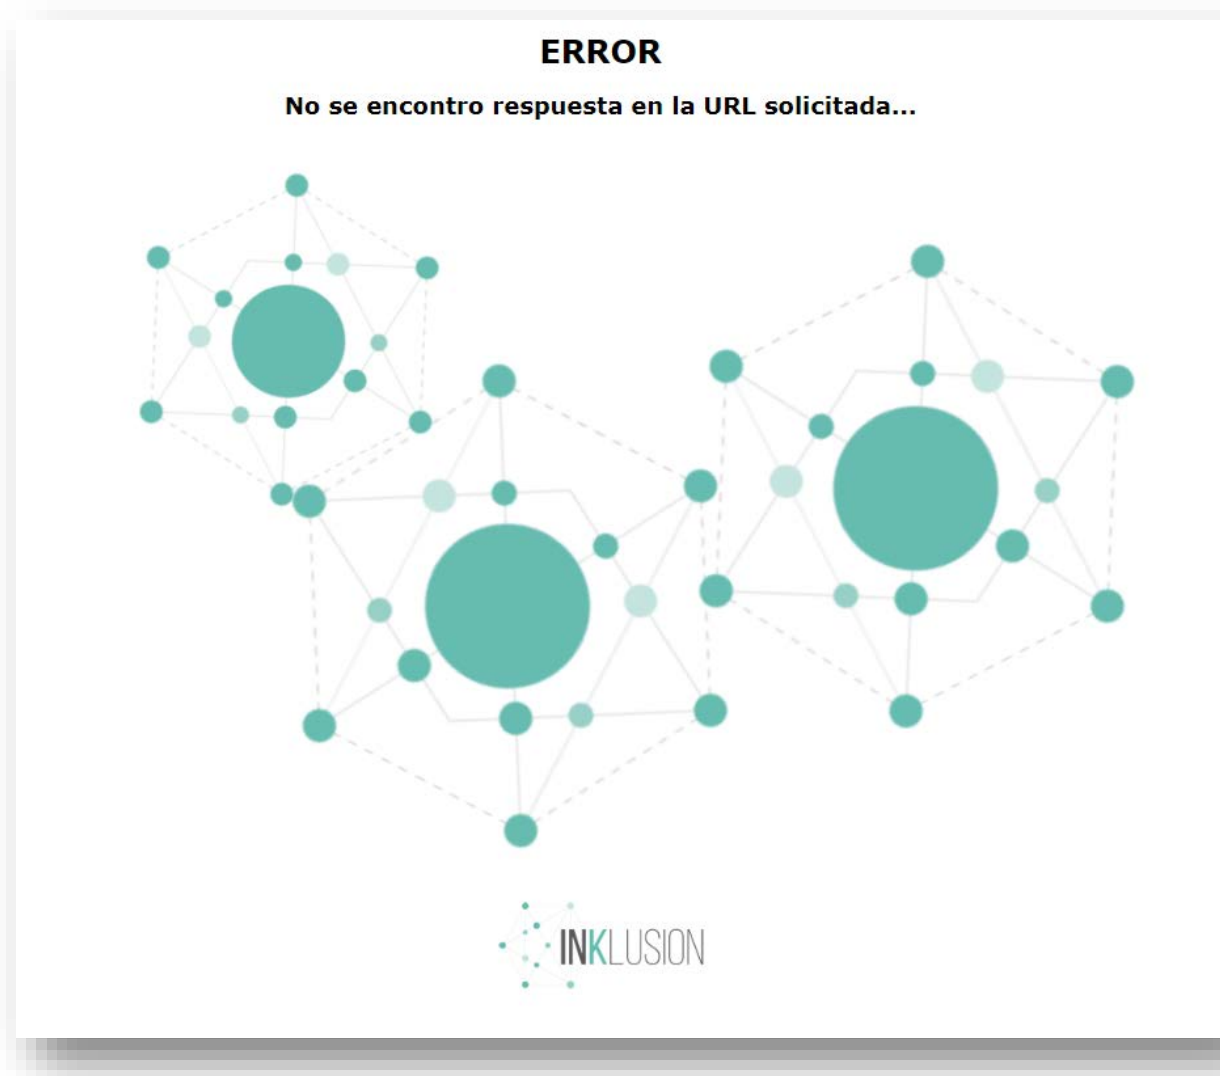 ERROR
No se encontro respuesta en la URL solicitada...
INKLUSION